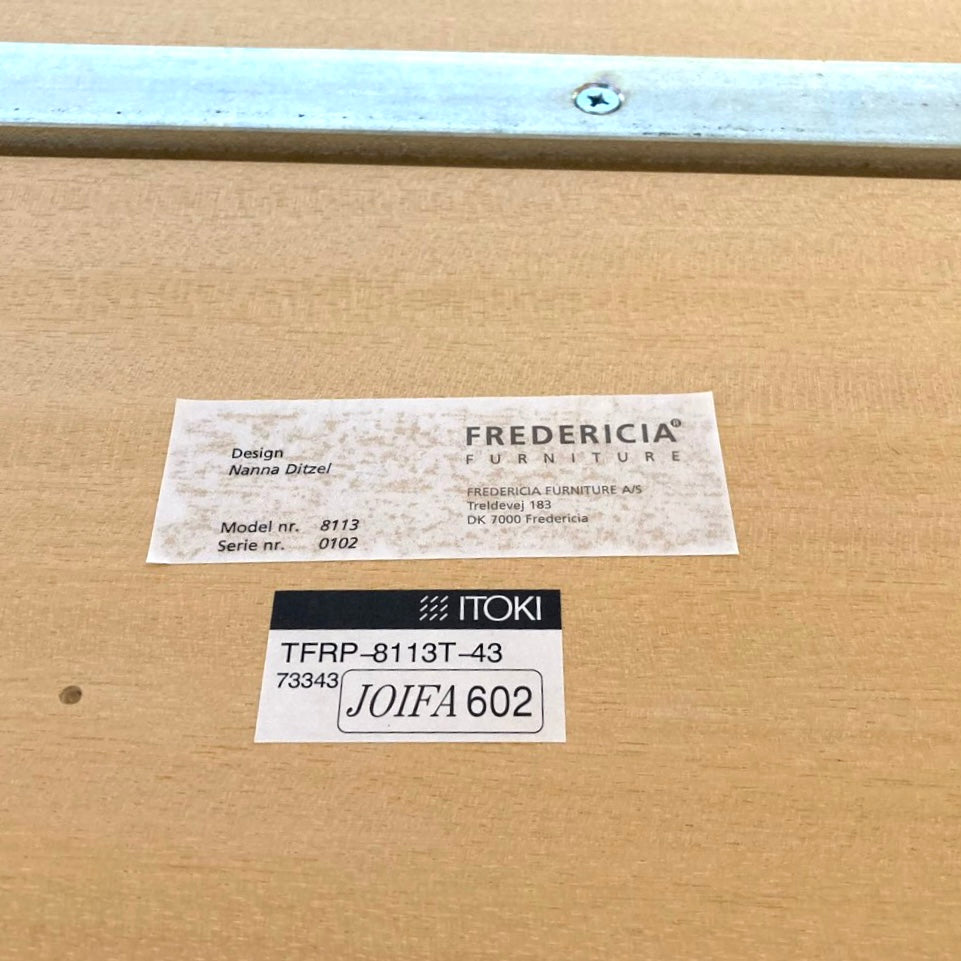 Design
Nanna Ditzel
Model nr. 8113
Serie nr. 0102
FREDERICIA®
FURNITURE
FREDERICIA FURNITURE A/S
Treldevej 183
DK 7000 Fredericia
ITOKI
TFRP-8113T-43
73343
JOIFA 602